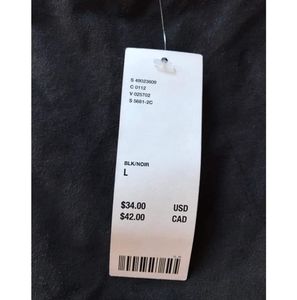 S 49023609
C 0112
V 025702
S 5681-2C
BLK/NOIR
L
$34.00 USD
$42.00 CAD